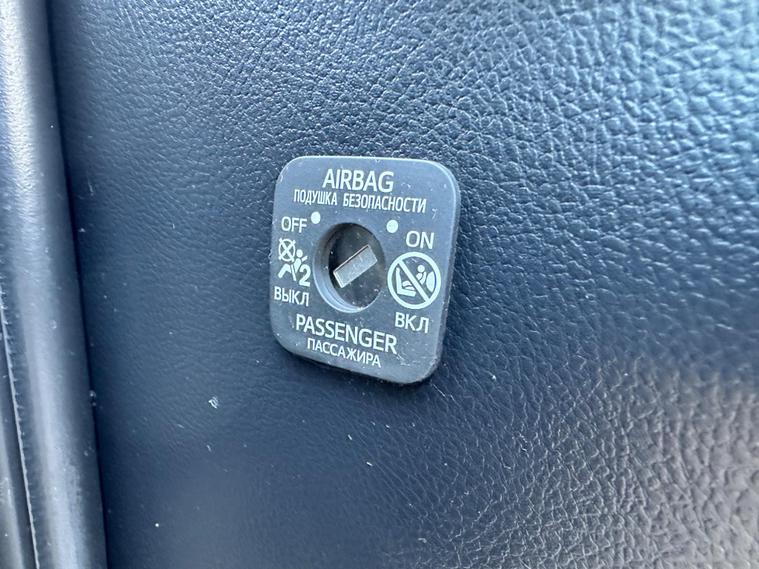 AIRBAG
ПОДУШКА БЕЗОПАСНОСТИ
OFF
ON
2
ВЫКЛ
ВКЛ
PASSENGER
ПАССАЖИРА